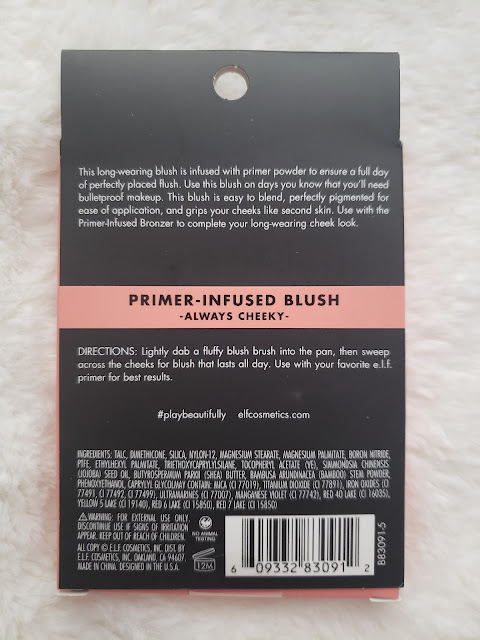 This long-wearing blush is infused with primer powder to ensure a full day
of perfectly placed flush. Use this blush on days you know that you'll need
bulletproof makeup. This blush is easy to blend, perfectly pigmented for
ease of application, and grips your cheeks like second skin. Use with the
Primer-Infused Bronzer to complete your long-wearing cheek look.
PRIMER-INFUSED BLUSH
-ALWAYS CHEEKY-
DIRECTIONS: Lightly dab a fluffy blush brush into the pan, then sweep
across the cheeks for blush that lasts all day. Use with your favorite e.l.f.
primer for best results.
#playbeautifully elfcosmetics.com
INGREDIENTS: TALC, DIMETHICONE, SILICA, NYLON-12, MAGNESIUM STEARATE, MAGNESIUM PALMITATE, BORON NITRIDE,
PTFE, ETHYLHEXYL PALMITATE, TRIETHOXYCAPRYLYLSILANE, TOCOPHERYL ACETATE (YE), SIMMONDSIA CHINENSIS
(JOJOBA) SEED OIL, BUTYROSPERMUM PARKII (SHEA) BUTTER, BAMBUSA ARUNDINACEA (BAMBOO) STEM POWDER,
PHENOXYETHANOL, CAPRYLYL GLYCOL.MAY CONTAIN: MICA (CI 77019), TITANIUM DIOXIDE (CI 77891), IRON OXIDES (CI
77491, CI 77492, CI 77499), ULTRAMARINES (CI 77007), MANGANESE VIOLET (CI 77742), RED 40 LAKE (CI 16035),
YELLOW 5 LAKE (CI 19140), RED 6 LAKE (CI 15850), RED 7 LAKE (CI 15850)
WARNING: FOR EXTERNAL USE ONLY.
DISCONTINUE USE IF SIGNS OF IRRITATION
APPEAR. KEEP OUT OF REACH OF CHILDREN.
ALL COPY © E.L.F. COSMETICS, INC. DIST. BY
E.L.F. COSMETICS, INC. OAKLAND, CA 94607.
MADE IN CHINA. DESIGNED IN THE U.S.A.
NO ANIMAL
TESTING
12M
6 09332 83091 2
B83091-5